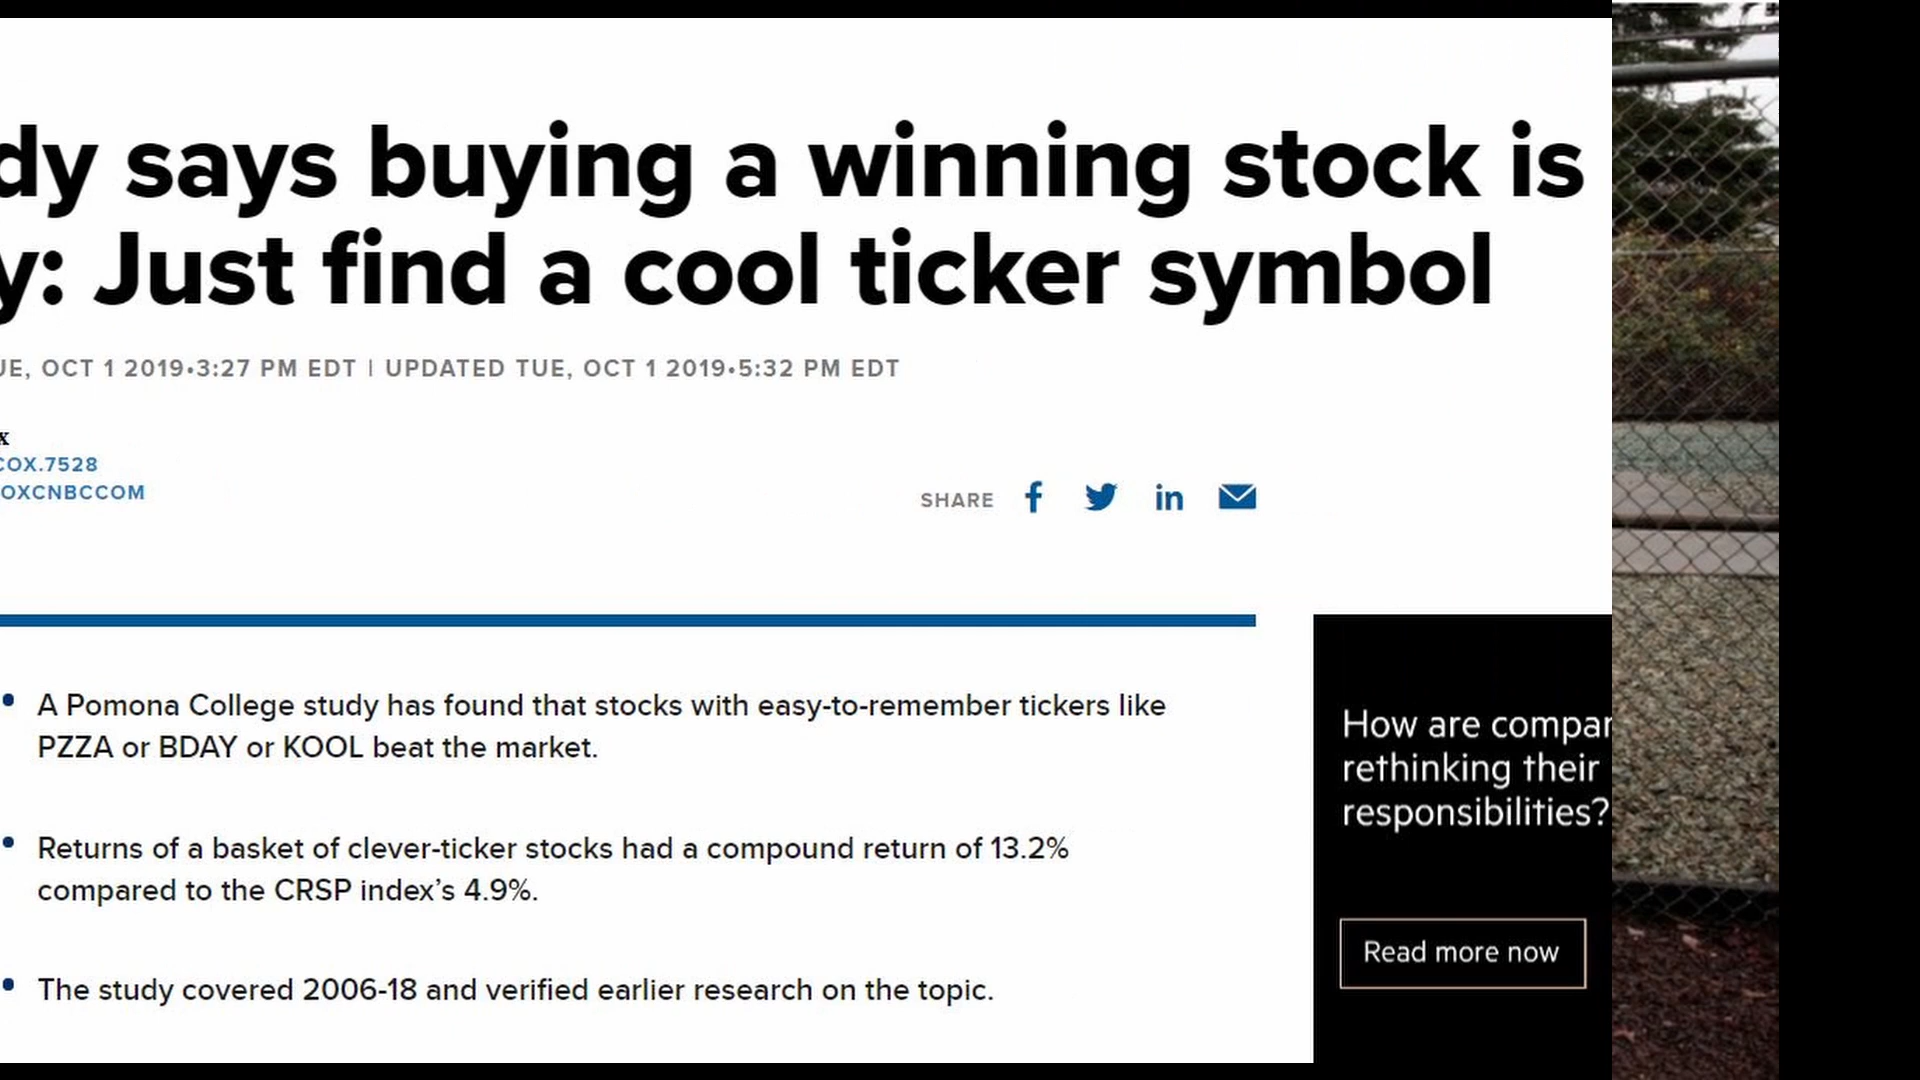 dy says buying a winning stock is
y: Just find a cool ticker symbol
UE, OCT 1 2019•3:27 PM EDT | UPDATED TUE, OCT 1 2019•5:32 PM EDT
x
COX.7528
OXCNBCCOM
SHARE
• A Pomona College study has found that stocks with easy-to-remember tickers like
PZZA or BDAY or KOOL beat the market.
• Returns of a basket of clever-ticker stocks had a compound return of 13.2%
compared to the CRSP index’s 4.9%.
• The study covered 2006-18 and verified earlier research on the topic.
How are compar
rethinking their
responsibilities?
Read more now